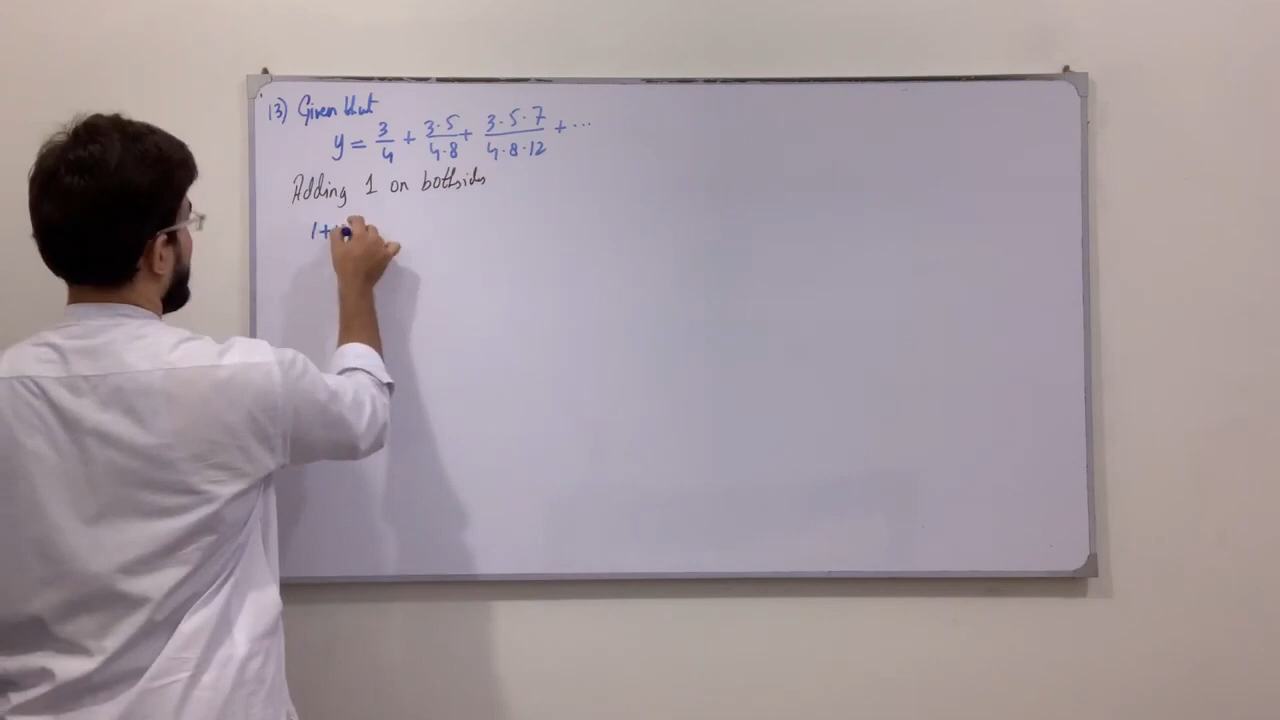 13) Given that
y = 3/4 + 3·5/4·8 + 3·5·7/4·8·12 + ...
Adding 1 on bothsides
1+